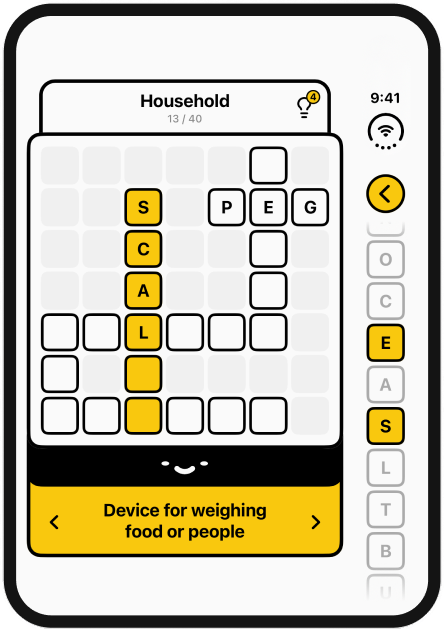 9:41
Household
13 / 40
4
S
P E G
C
A
L
O
C
E
A
S
L
T
B
U
Device for weighing
food or people